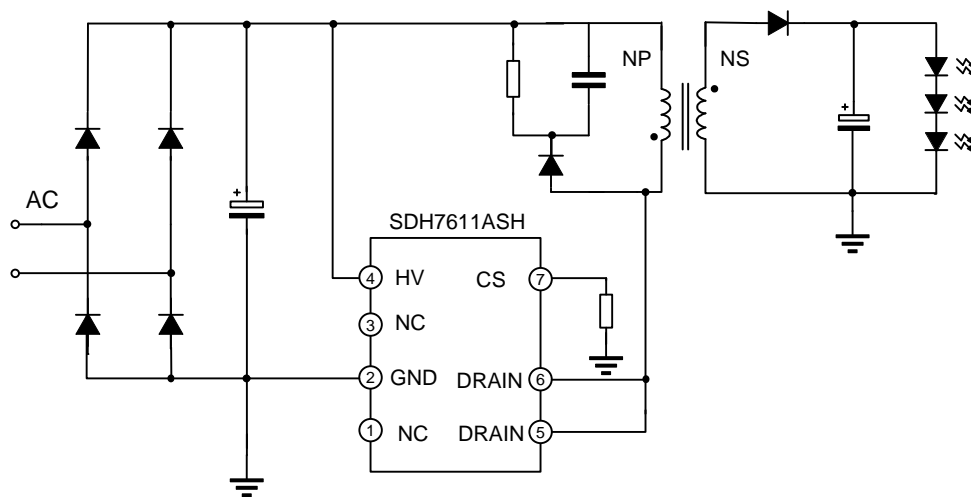 NP
NS
+
AC
+
SDH7611ASH
4 HV
CS 7
3 NC
2 GND
DRAIN 6
1 NC
DRAIN 5